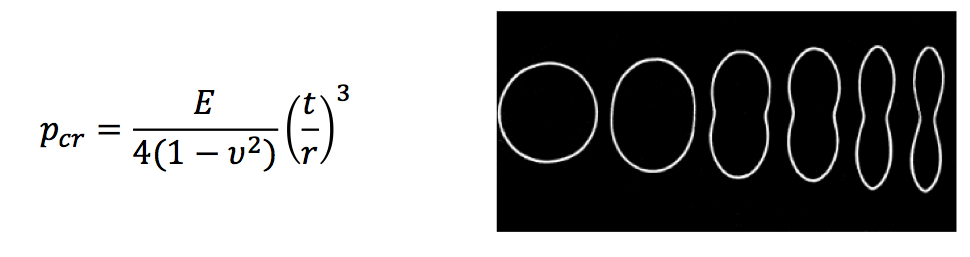 p_cr = E / 4(1 − υ²) (t/r)³